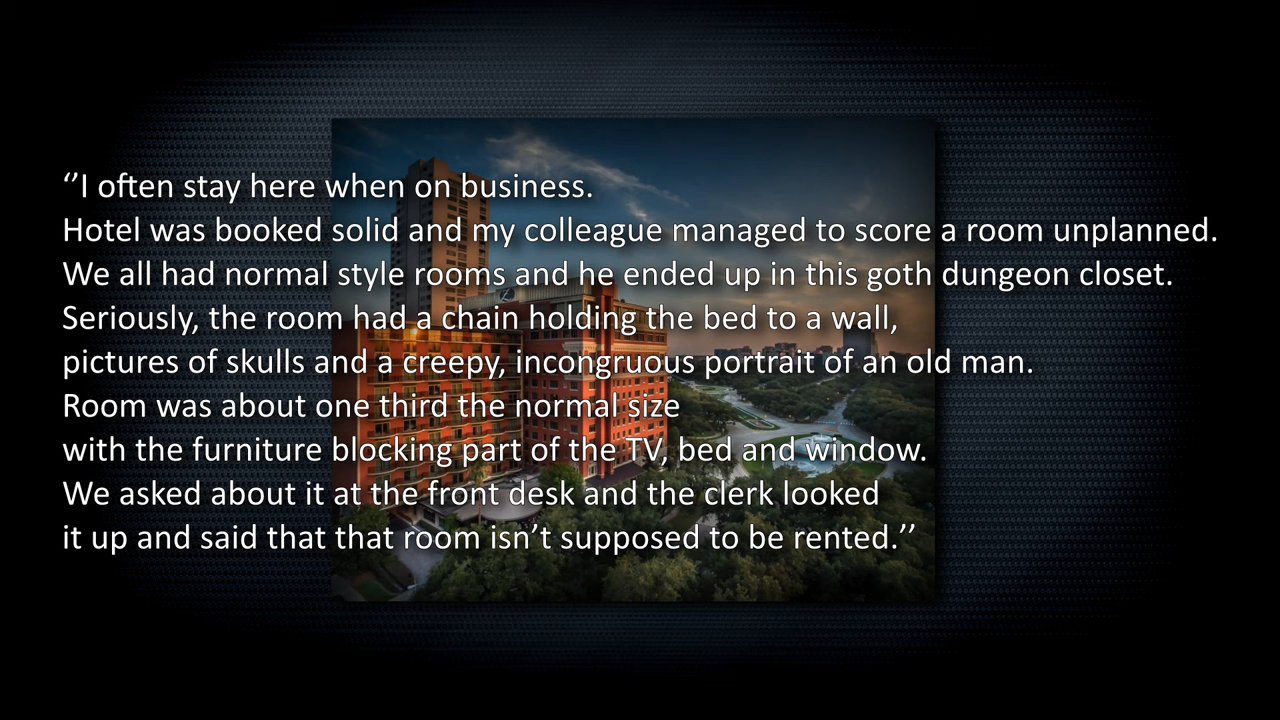 ‘’I often stay here when on business.
Hotel was booked solid and my colleague managed to score a room unplanned.
We all had normal style rooms and he ended up in this goth dungeon closet.
Seriously, the room had a chain holding the bed to a wall,
pictures of skulls and a creepy, incongruous portrait of an old man.
Room was about one third the normal size
with the furniture blocking part of the TV, bed and window.
We asked about it at the front desk and the clerk looked
it up and said that that room isn’t supposed to be rented.’’